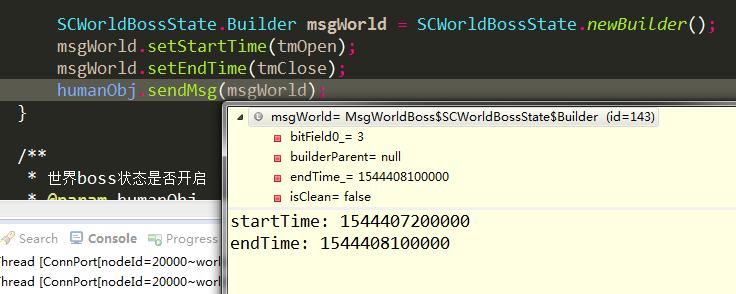 SCWorldBossState.Builder msgWorld = SCWorldBossState.newBuilder();
msgWorld.setStartTime(tmOpen);
msgWorld.setEndTime(tmClose);
humanObj.sendMsg(msgWorld);
}
/**
* 世界boss状态是否开启
* @param humanObj
msgWorld= MsgWorldBoss$SCWorldBossState$Builder (id=143)
bitField0_= 3
builderParent= null
endTime_= 1544408100000
isClean= false
startTime: 1544407200000
endTime: 1544408100000
Search Console Progress
Thread [ConnPort[nodeId=20000~worl
Thread [ConnPort[nodeId=20000~worl